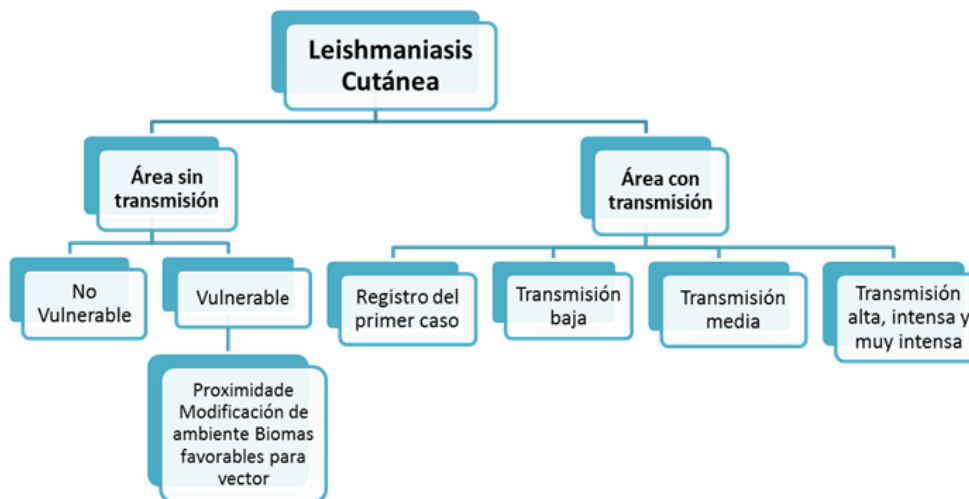 Leishmaniasis
Cutánea
Área sin
transmisión
Área con
transmisión
No
Vulnerable
Vulnerable
Registro del
primer caso
Transmisión
baja
Transmisión
media
Transmisión
alta, intensa y
muy intensa
Proximidade
Modificación de
ambiente Biomas
favorables para
vector